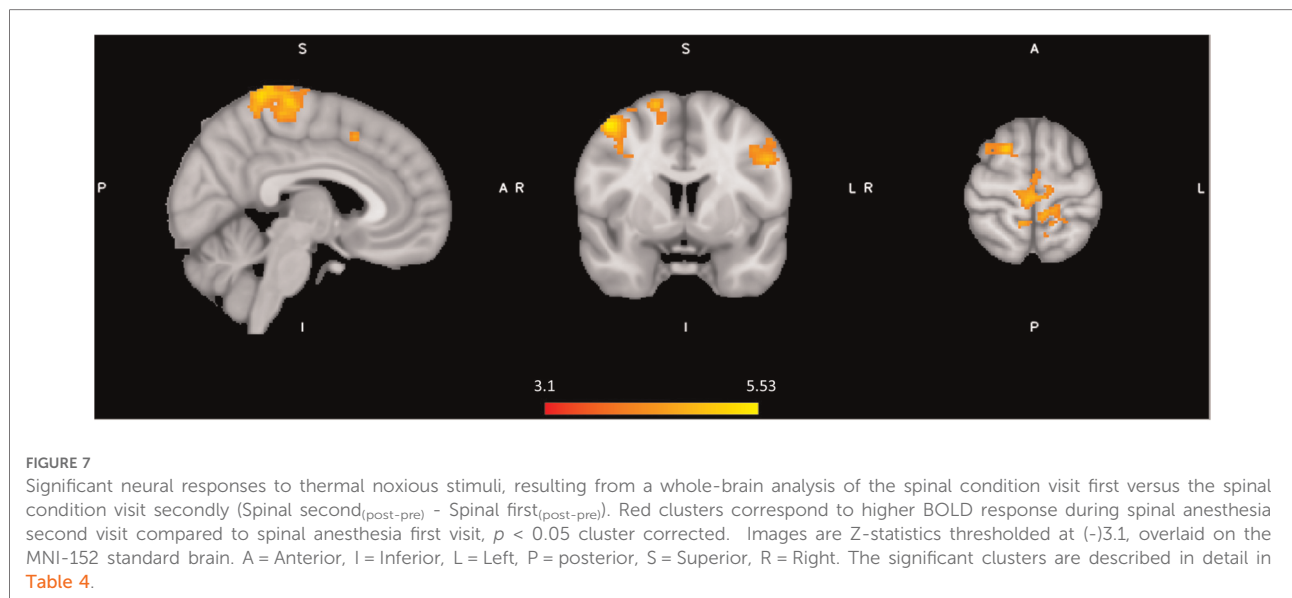 S S A
P A R L R L
I I P
3.1 5.53
FIGURE 7
Significant neural responses to thermal noxious stimuli, resulting from a whole-brain analysis of the spinal condition visit first versus the spinal
condition visit secondly (Spinal second(post-pre) - Spinal first(post-pre)). Red clusters correspond to higher BOLD response during spinal anesthesia
second visit compared to spinal anesthesia first visit, p < 0.05 cluster corrected. Images are Z-statistics thresholded at (-)3.1, overlaid on the
MNI-152 standard brain. A = Anterior, I = Inferior, L = Left, P = posterior, S = Superior, R = Right. The significant clusters are described in detail in
Table 4.